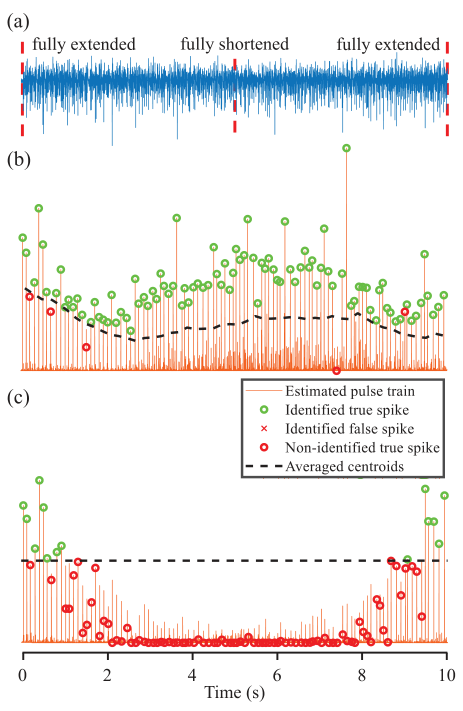 (a)
fully extended fully shortened fully extended
(b)
Estimated pulse train
Identified true spike
Identified false spike
Non-identified true spike
Averaged centroids
(c)
0 2 4 6 8 10
Time (s)